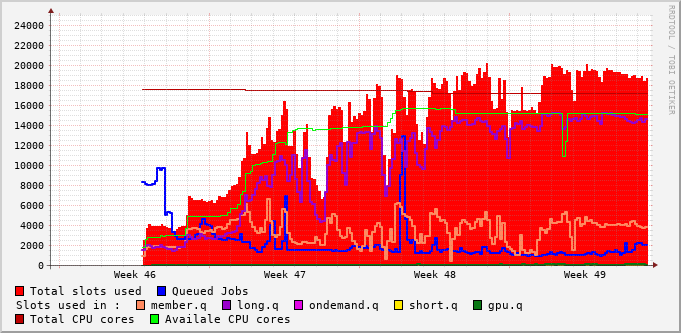 RRDTOOL / TOBI OETIKER
24000
22000
20000
18000
16000
14000
12000
10000
8000
6000
4000
2000
0
Week 46 Week 47 Week 48 Week 49
Total slots used Queued Jobs
Slots used in : member.q long.q ondemand.q short.q gpu.q
Total CPU cores Availale CPU cores